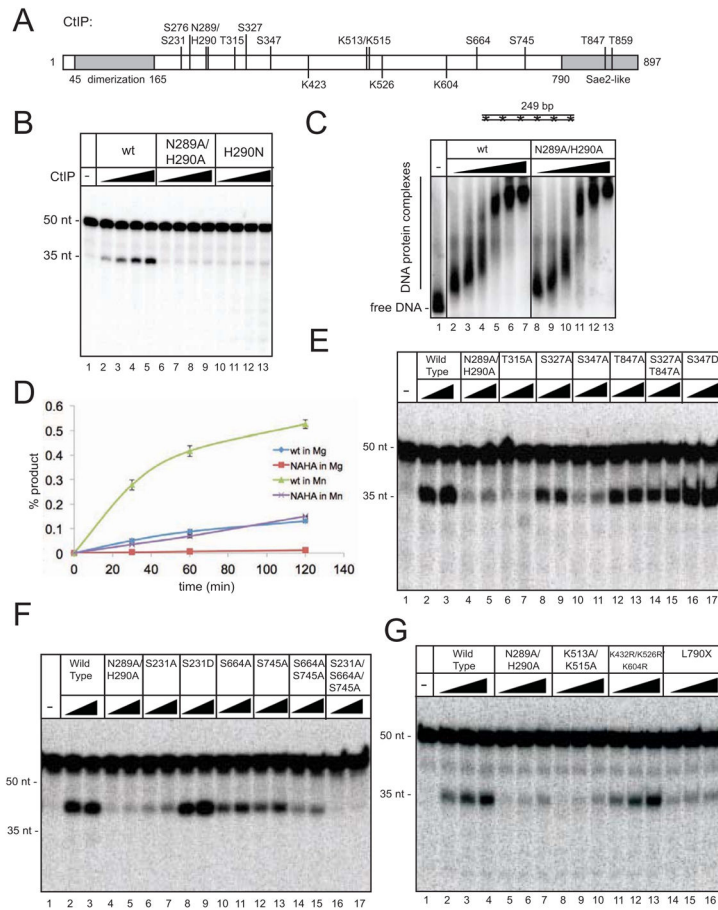 A
CtIP:
S276 N289/ S327
S231 H290 T315 S347 K513/K515 S664 S745 T847 T859
1 897
45 dimerization 165 K423 K526 K604 790 Sae2-like
B
wt N289A/ H290N
H290A
CtIP -
50 nt -
35 nt -
1 2 3 4 5 6 7 8 9 10 11 12 13
C
249 bp
* * * * * *
- wt N289A/H290A
DNA protein complexes
free DNA -
1 2 3 4 5 6 7 8 9 10 11 12 13
D
0.6
0.5
0.4
0.3
0.2
0.1
0
% product
wt in Mg
NAHA in Mg
wt in Mn
NAHA in Mn
0 20 40 60 80 100 120 140
time (min)
E
Wild N289A/ T315A S327A S347A T847A S327A S347D
Type H290A T847A
-
50 nt -
35 nt -
1 2 3 4 5 6 7 8 9 10 11 12 13 14 15 16 17
F
Wild N289A/ S231A S231D S664A S745A S664A S231A/
Type H290A S745A S664A/
S745A
-
50 nt -
35 nt -
1 2 3 4 5 6 7 8 9 10 11 12 13 14 15 16 17
G
Wild N289A/ K513A/ K432R/K526R/ L790X
Type H290A K515A K604R
-
50 nt -
35 nt -
1 2 3 4 5 6 7 8 9 10 11 12 13 14 15 16